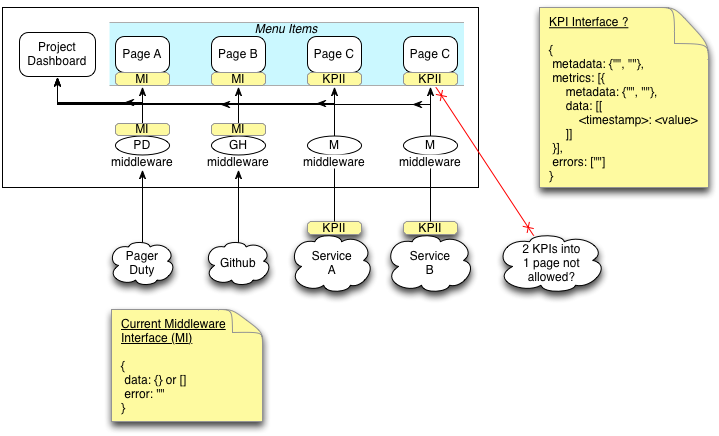 Menu Items
Project
Dashboard
Page A
Page B
Page C
Page C
MI
MI
KPII
KPII
MI
MI
PD
GH
M
M
middleware
middleware
middleware
middleware
KPII
KPII
Pager
Duty
Github
Service
A
Service
B
2 KPIs into
1 page not
allowed?
KPI Interface ?
{
metadata: {"", ""},
metrics: [{
metadata: {"", ""},
data: [[
<timestamp>: <value>
]]
}],
errors: [""]
}
Current Middleware
Interface (MI)
{
data: {} or []
error: ""
}